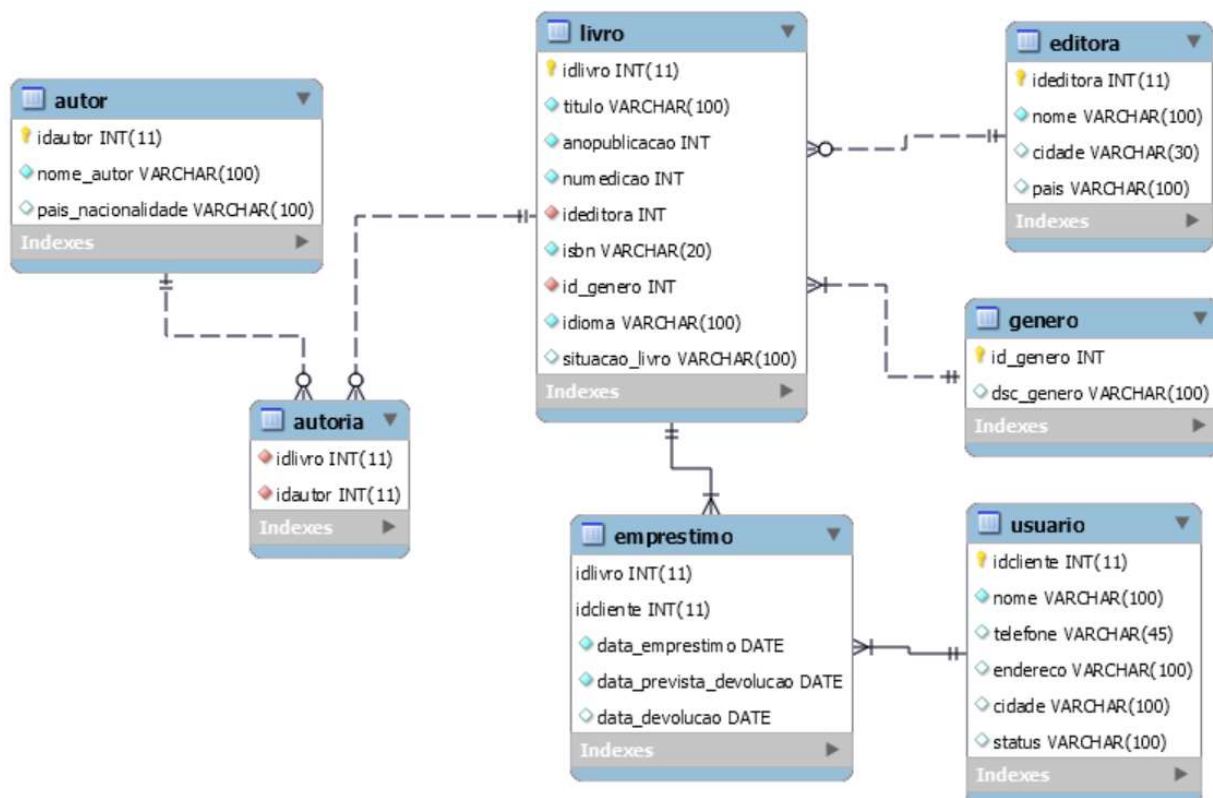 autor
idautor INT(11)
nome_autor VARCHAR(100)
pais_nacionalidade VARCHAR(100)
Indexes
livro
idlivro INT(11)
titulo VARCHAR(100)
anopublicacao INT
numedicao INT
ideditora INT
isbn VARCHAR(20)
id_genero INT
idioma VARCHAR(100)
situacao_livro VARCHAR(100)
Indexes
editora
ideditora INT(11)
nome VARCHAR(100)
cidade VARCHAR(30)
pais VARCHAR(100)
Indexes
genero
id_genero INT
dsc_genero VARCHAR(100)
Indexes
autoria
idlivro INT(11)
idautor INT(11)
Indexes
emprestimo
idlivro INT(11)
idcliente INT(11)
data_emprestimo DATE
data_prevista_devolucao DATE
data_devolucao DATE
Indexes
usuario
idcliente INT(11)
nome VARCHAR(100)
telefone VARCHAR(45)
endereco VARCHAR(100)
cidade VARCHAR(100)
status VARCHAR(100)
Indexes